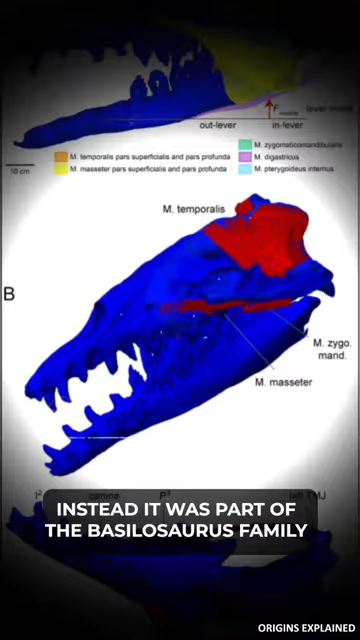 out-lever
in-lever
10 cm
M. temporalis pars superficialis and pars profunda
M. masseter pars superficialis and pars profunda
M. zygomaticomandibularis
M. digastricus
M. pterygoideus internus
M. temporalis
B
M. zygo.
mand.
M. masseter
canine
INSTEAD IT WAS PART OF
THE BASILOSAURUS FAMILY
ORIGINS EXPLAINED